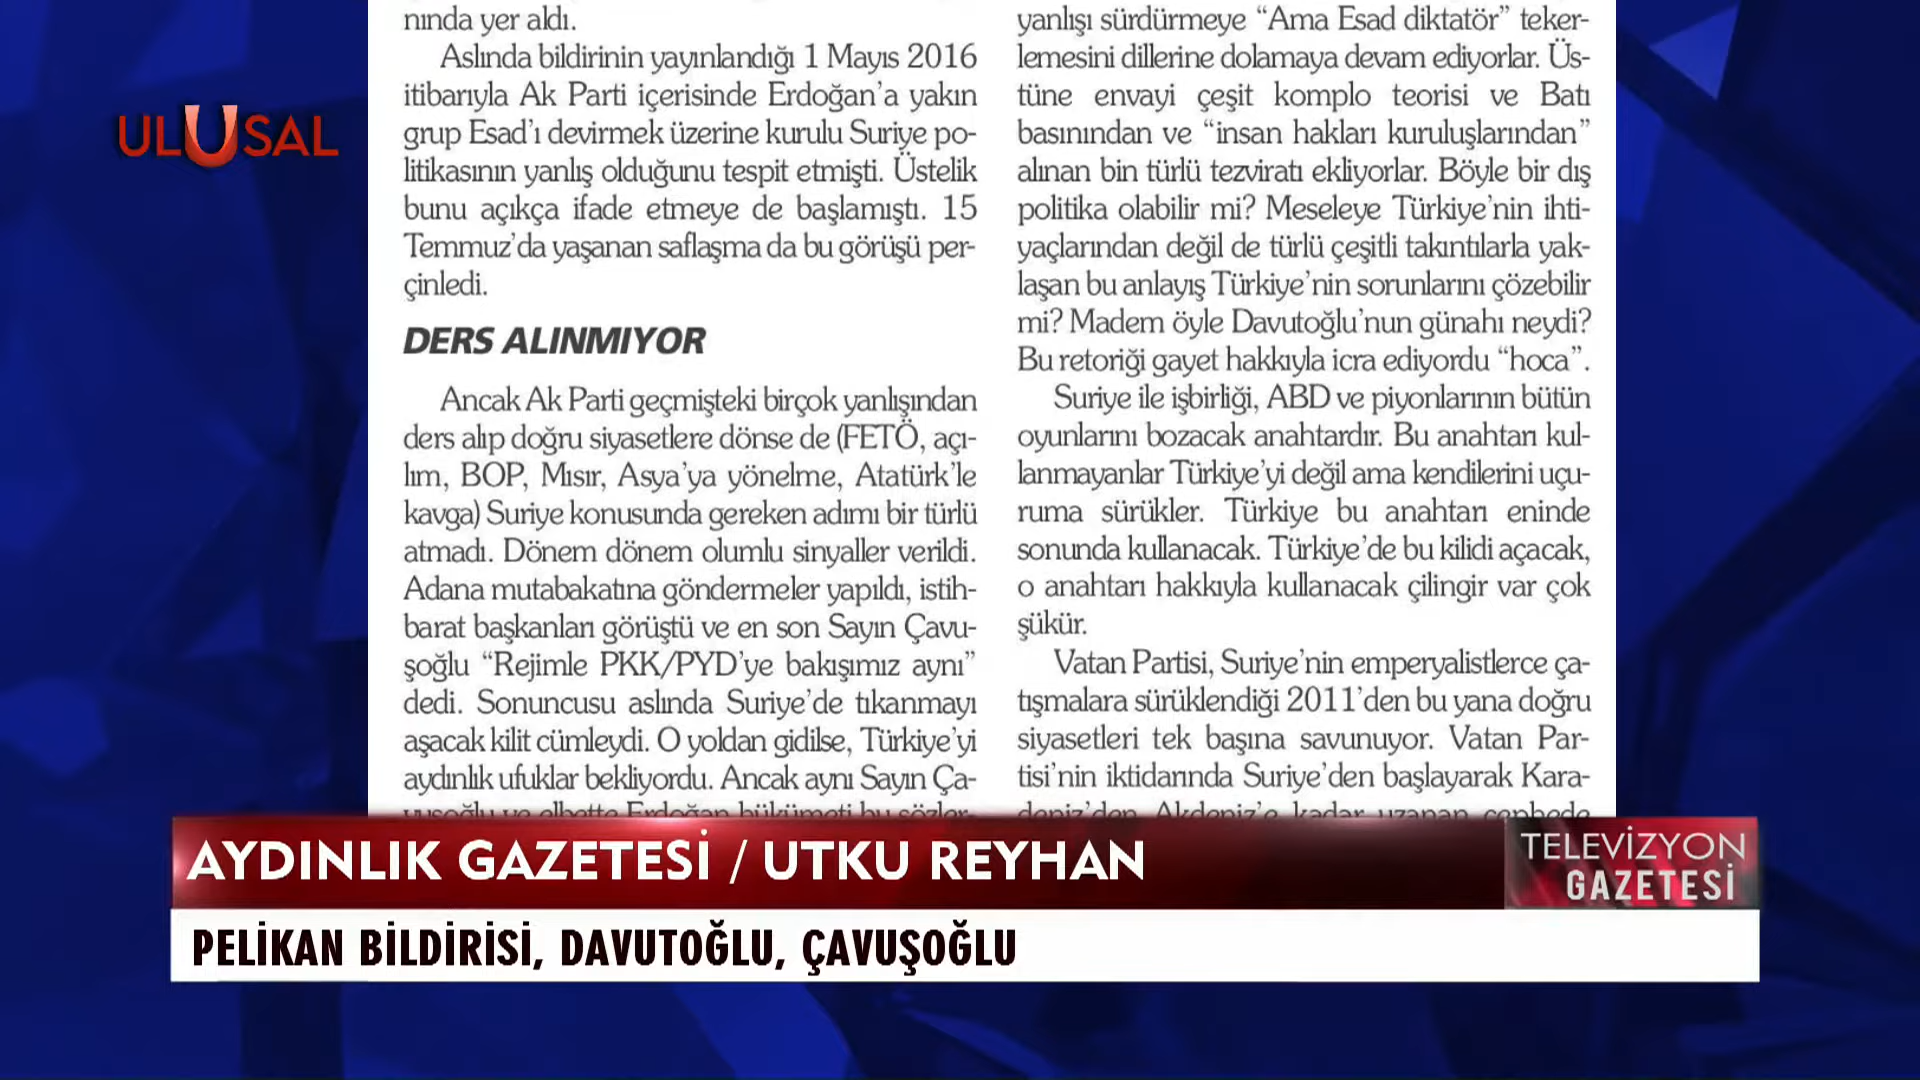 ULUSAL
nında yer aldı.
Aslında bildirinin yayınlandığı 1 Mayıs 2016
itibarıyla Ak Parti içerisinde Erdoğan’a yakın
grup Esad’ı devirmek üzerine kurulu Suriye po-
litikasının yanlış olduğunu tespit etmişti. Üstelik
bunu açıkça ifade etmeye de başlamıştı. 15
Temmuz’da yaşanan saflaşma da bu görüşü per-
çinledi.
DERS ALINMIYOR
Ancak Ak Parti geçmişteki birçok yanlışından
ders alıp doğru siyasetlere dönse de (FETÖ, açı-
lım, BOP, Mısır, Asya’ya yönelme, Atatürk’le
kavga) Suriye konusunda gereken adımı bir türlü
atmadı. Dönem dönem olumlu sinyaller verildi.
Adana mutabakatına göndermeler yapıldı, istih-
barat başkanları görüştü ve en son Sayın Çavu-
şoğlu “Rejimle PKK/PYD’ye bakışımız aynı”
dedi. Sonuncusu aslında Suriye’de tıkanmayı
aşacak kilit cümleydi. O yoldan gidilse, Türkiye’yi
aydınlık ufuklar bekliyordu. Ancak aynı Sayın Ça-
vuşoğlu ve elbette Erdoğan hükümeti bu sözler-
yanlışı sürdürmeye “Ama Esad diktatör” teker-
lemesini dillerine dolamaya devam ediyorlar. Üs-
tüne envayi çeşit komplo teorisi ve Batı
basınından ve “insan hakları kuruluşlarından”
alınan bin türlü tezviratı ekliyorlar. Böyle bir dış
politika olabilir mi? Meseleye Türkiye’nin ihti-
yaçlarından değil de türlü çeşitli takıntılarla yak-
laşan bu anlayış Türkiye’nin sorunlarını çözebilir
mi? Madem öyle Davutoğlu’nun günahı neydi?
Bu retoriği gayet hakkıyla icra ediyordu “hoca”.
Suriye ile işbirliği, ABD ve piyonlarının bütün
oyunlarını bozacak anahtardır. Bu anahtarı kul-
lanmayanlar Türkiye’yi değil ama kendilerini uçu-
ruma sürükler. Türkiye bu anahtarı eninde
sonunda kullanacak. Türkiye’de bu kilidi açacak,
o anahtarı hakkıyla kullanacak çilingir var çok
şükür.
Vatan Partisi, Suriye’nin emperyalistlerce ça-
tışmalara sürüklendiği 2011’den bu yana doğru
siyasetleri tek başına savunuyor. Vatan Par-
tisi’nin iktidarında Suriye’den başlayarak Kara-
deniz’den Akdeniz’e kadar uzanan cephede
AYDINLIK GAZETESİ / UTKU REYHAN
TELEVİZYON
GAZETESİ
PELİKAN BİLDİRİSİ, DAVUTOĞLU, ÇAVUŞOĞLU